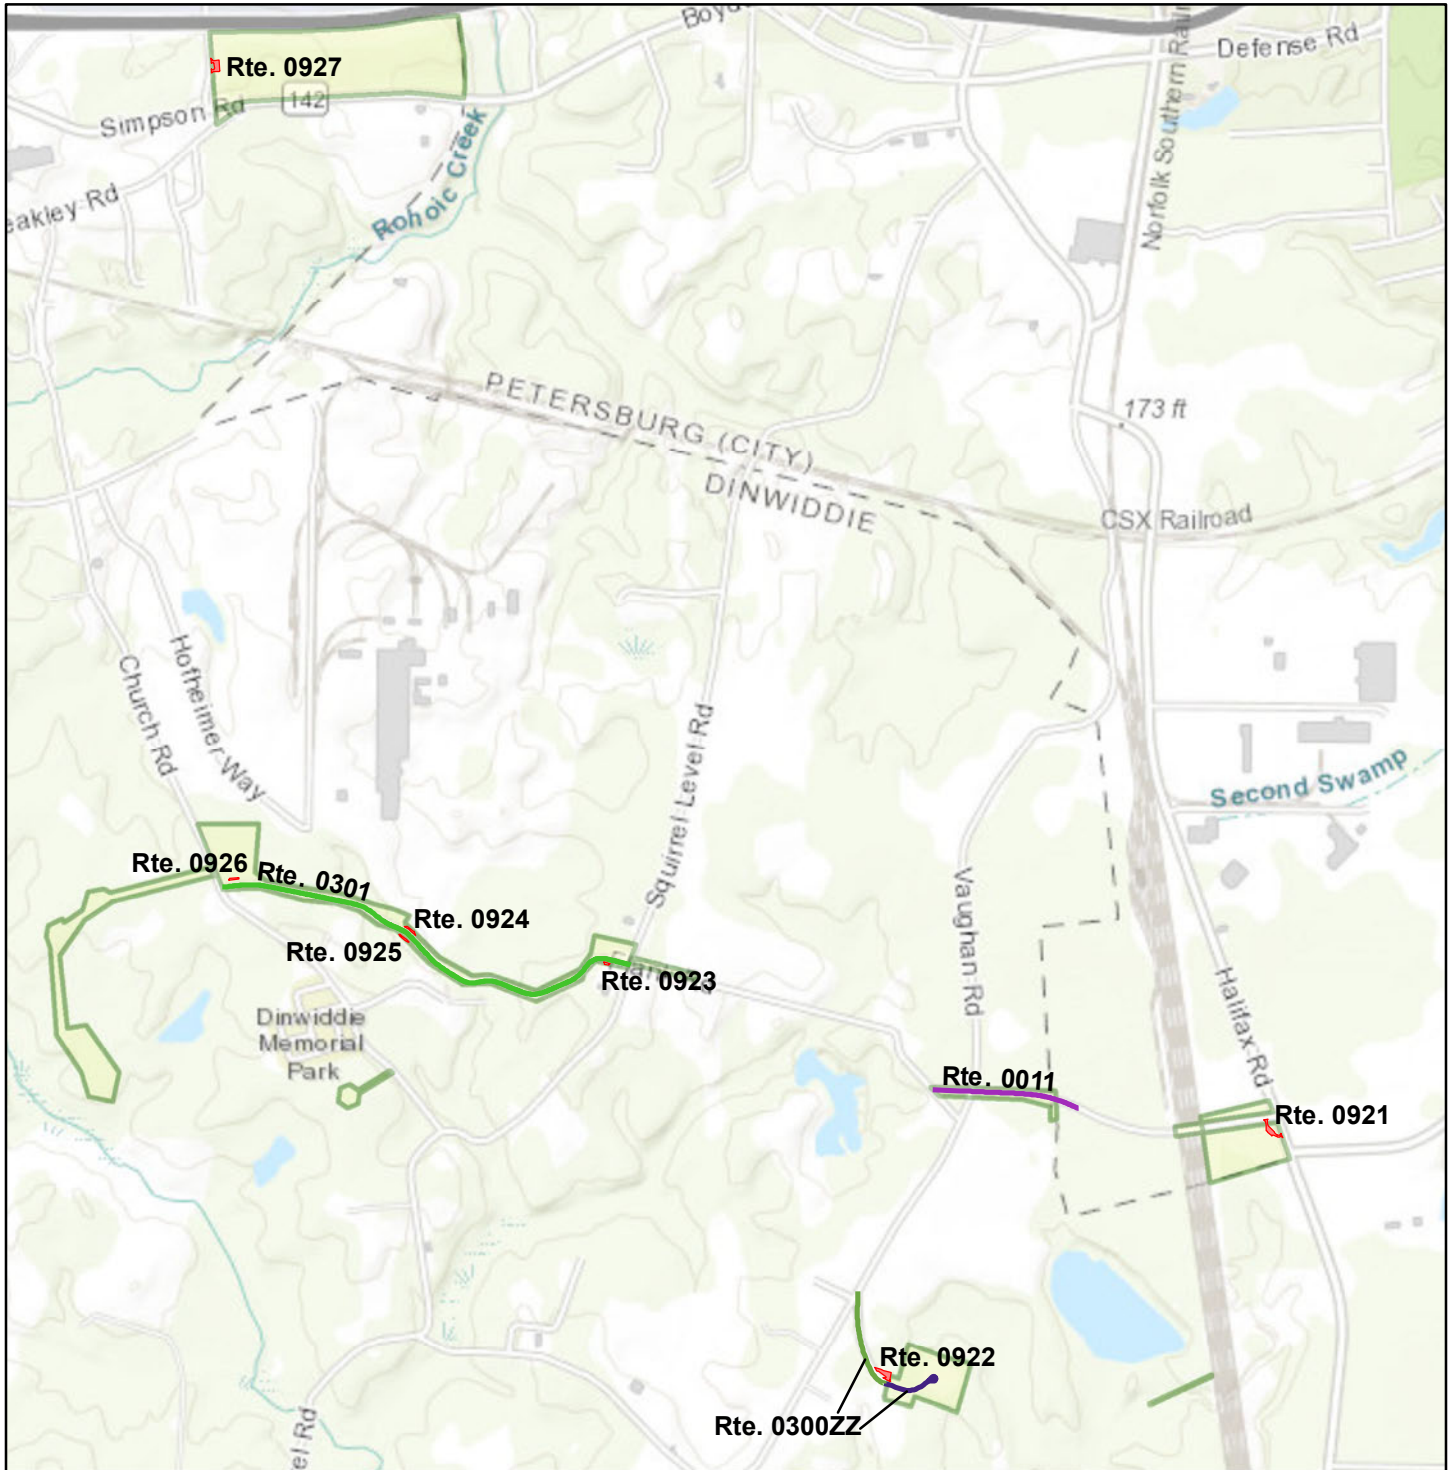 Defense Rd
Rte. 0927
142
Simpson Rd
Norfolk Southern
Rohoic Creek
173 ft
PETERSBURG (CITY)
DINWIDDIE
CSX Railroad
Hofheimer Way
Church Rd
Squirrel Level Rd
Second Swamp
Rte. 0926
Rte. 0301
Vaughan Rd
Rte. 0924
Rte. 0925
Rte. 0923
Halifax Rd
Dinwiddie
Memorial
Park
Rte. 0011
Rte. 0921
Rte. 0922
Rte. 0300ZZ